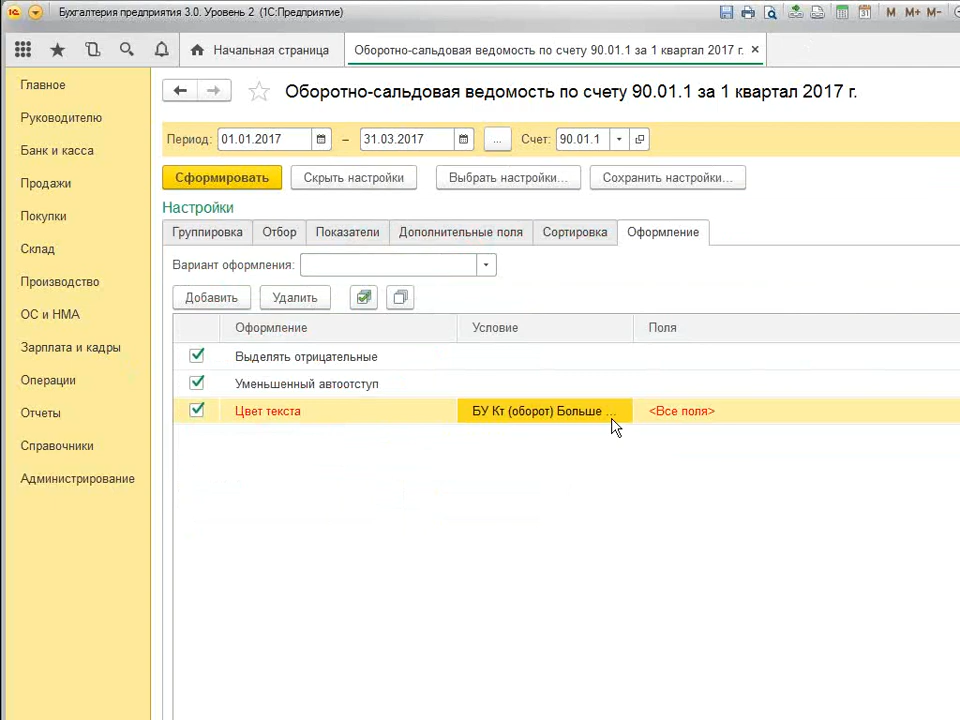 Бухгалтерия предприятия 3.0. Уровень 2 (1С:Предприятие)
M M+ M-
Начальная страница
Оборотно-сальдовая ведомость по счету 90.01.1 за 1 квартал 2017 г. ×
Главное
Руководителю
Банк и касса
Продажи
Покупки
Склад
Производство
ОС и НМА
Зарплата и кадры
Операции
Отчеты
Справочники
Администрирование
Оборотно-сальдовая ведомость по счету 90.01.1 за 1 квартал 2017 г.
Период: 01.01.2017 – 31.03.2017 ... Счет: 90.01.1
Сформировать Скрыть настройки Выбрать настройки... Сохранить настройки...
Настройки
Группировка Отбор Показатели Дополнительные поля Сортировка Оформление
Вариант оформления:
Добавить Удалить
Оформление Условие Поля
Выделять отрицательные
Уменьшенный автоотступ
Цвет текста БУ Кт (оборот) Больше ... <Все поля>